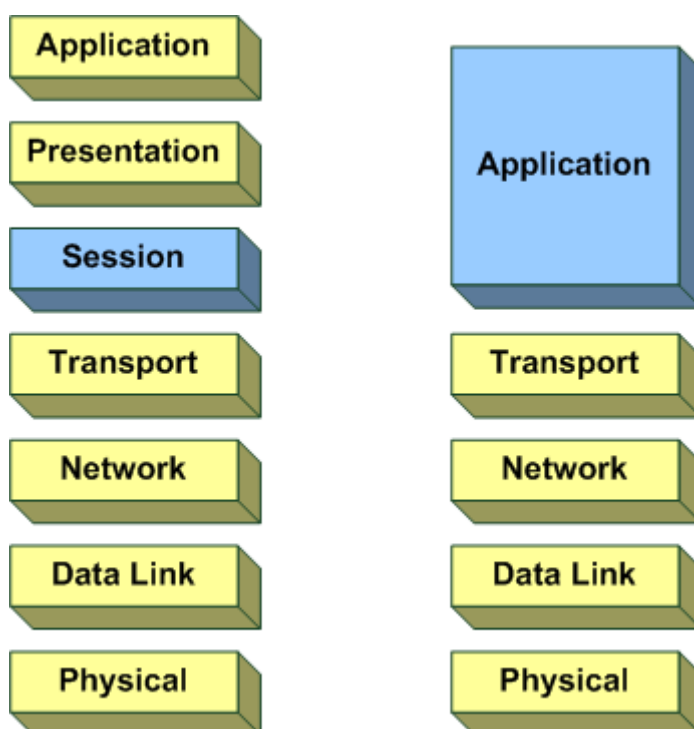 Application
Presentation
Session
Transport
Network
Data Link
Physical
Application
Transport
Network
Data Link
Physical